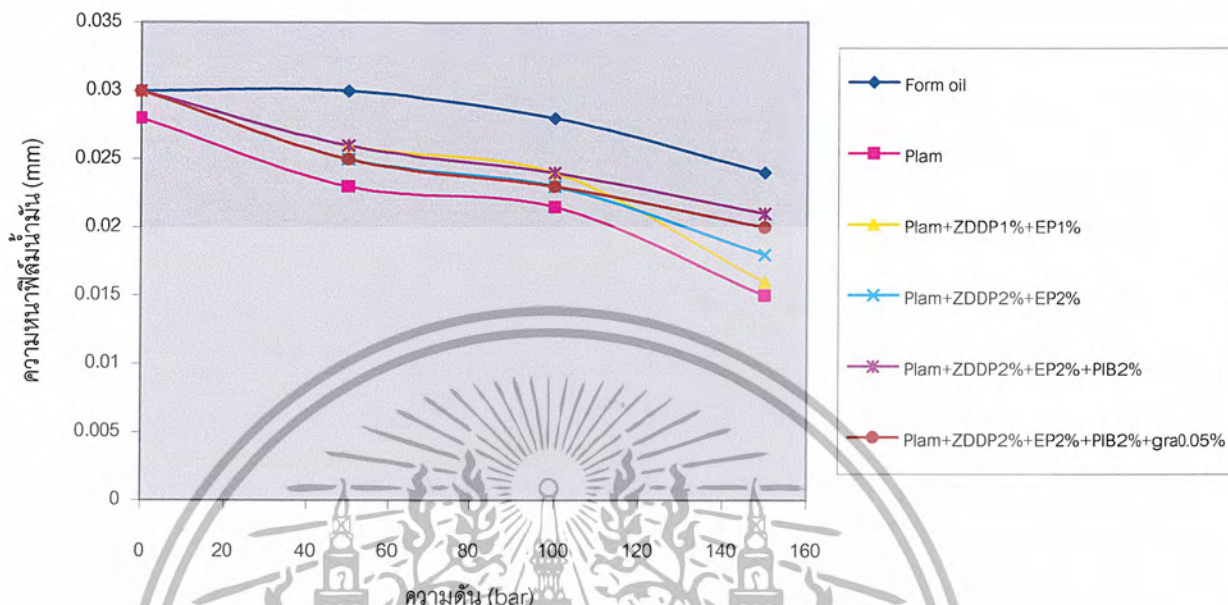 0.035
0.03
0.025
0.02
0.015
0.01
0.005
0
ความหนาฟิล์มน้ำมัน (mm)
0 20 40 60 80 100 120 140 160
ความดัน (bar)
Form oil
Plam
Plam+ZDDP1%+EP1%
Plam+ZDDP2%+EP2%
Plam+ZDDP2%+EP2%+PIB2%
Plam+ZDDP2%+EP2%+PIB2%+gra0.05%